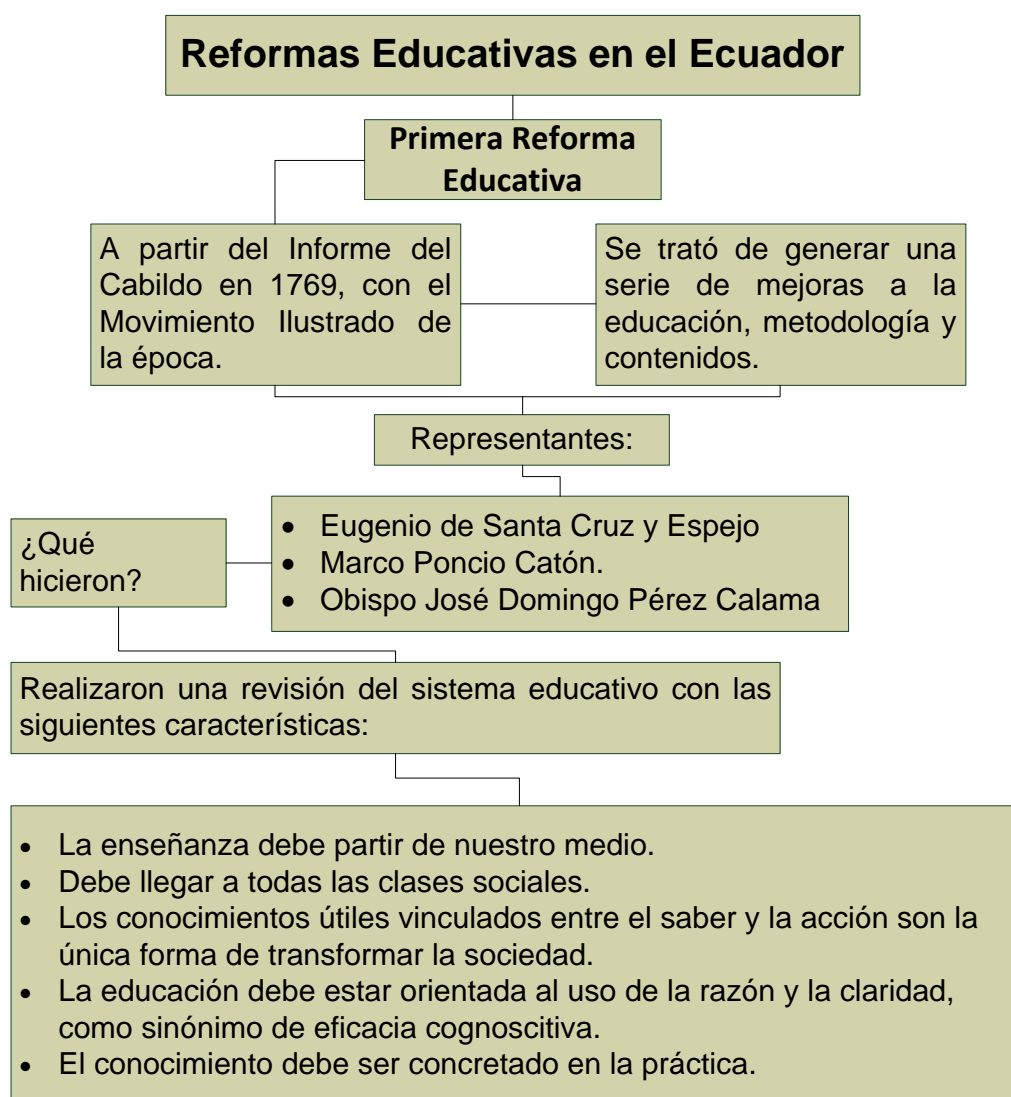 Reformas Educativas en el Ecuador
Primera Reforma
Educativa
A partir del Informe del
Cabildo en 1769, con el
Movimiento Ilustrado de
la época.
Se trató de generar una
serie de mejoras a la
educación, metodología y
contenidos.
Representantes:
• Eugenio de Santa Cruz y Espejo
• Marco Poncio Catón.
• Obispo José Domingo Pérez Calama
¿Qué
hicieron?
Realizaron una revisión del sistema educativo con las
siguientes característíficas:
• La enseñanza debe partir de nuestro medio.
• Debe llegar a todas las clases sociales.
• Los conocimientos útiles vinculados entre el saber y la acción son la
única forma de transformar la sociedad.
• La educación debe estar orientada al uso de la razón y la claridad,
como sinónimo de eficacia cognoscitiva.
• El conocimiento debe ser concretado en la práctica.